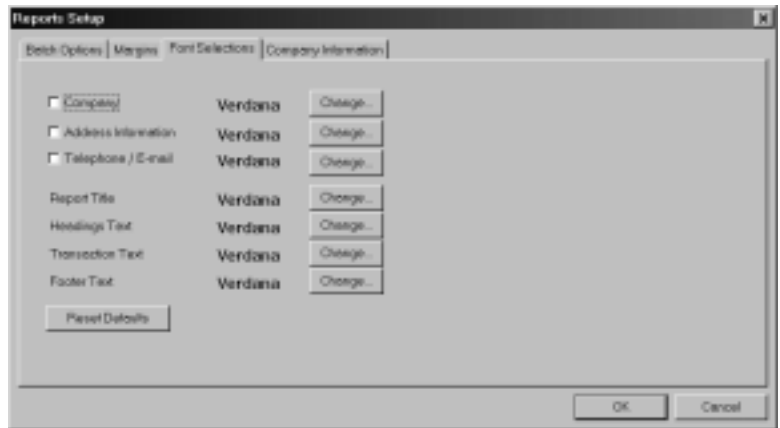 Reports Setup
Batch Options Margins Font Selections Company Information
Company Verdana Change...
Address Information Verdana Change...
Telephone / E-mail Verdana Change...
Report Title Verdana Change...
Headings Text Verdana Change...
Transaction Text Verdana Change...
Footer Text Verdana Change...
Reset Defaults
OK Cancel